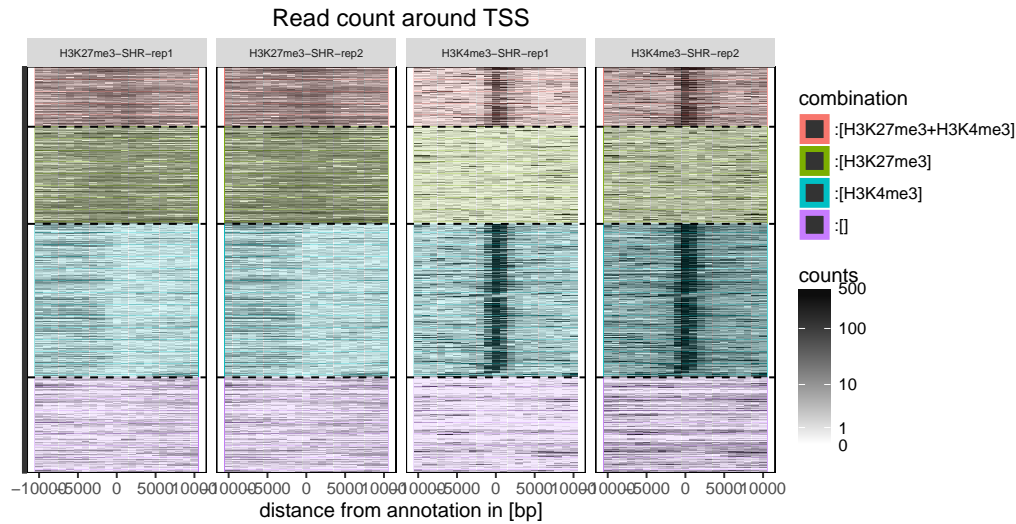 Read count around TSS
H3K27me3−SHR−rep1 H3K27me3−SHR−rep2 H3K4me3−SHR−rep1 H3K4me3−SHR−rep2
combination
:[H3K27me3+H3K4me3]
:[H3K27me3]
:[H3K4me3]
:[]
counts
500
100
10
1
0
−10000 −5000 0 5000 10000 −10000 −5000 0 5000 10000 −10000 −5000 0 5000 10000 −10000 −5000 0 5000 10000
distance from annotation in [bp]